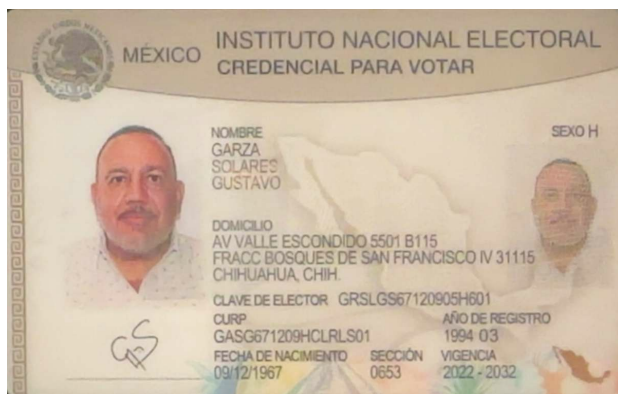 MÉXICO
INSTITUTO NACIONAL ELECTORAL
CREDENCIAL PARA VOTAR
NOMBRE
SEXO H
GARZA
SOLARES
GUSTAVO
DOMICILIO
AV VALLE ESCONDIDO 5501 B115
FRACC BOSQUES DE SAN FRANCISCO IV 31115
CHIHUAHUA, CHIH.
CLAVE DE ELECTOR GRSLGS67120905H601
CURP AÑO DE REGISTRO
GASG671209HCLRLS01 1994 03
FECHA DE NACIMIENTO SECCIÓN VIGENCIA
09/12/1967 0653 2022 - 2032